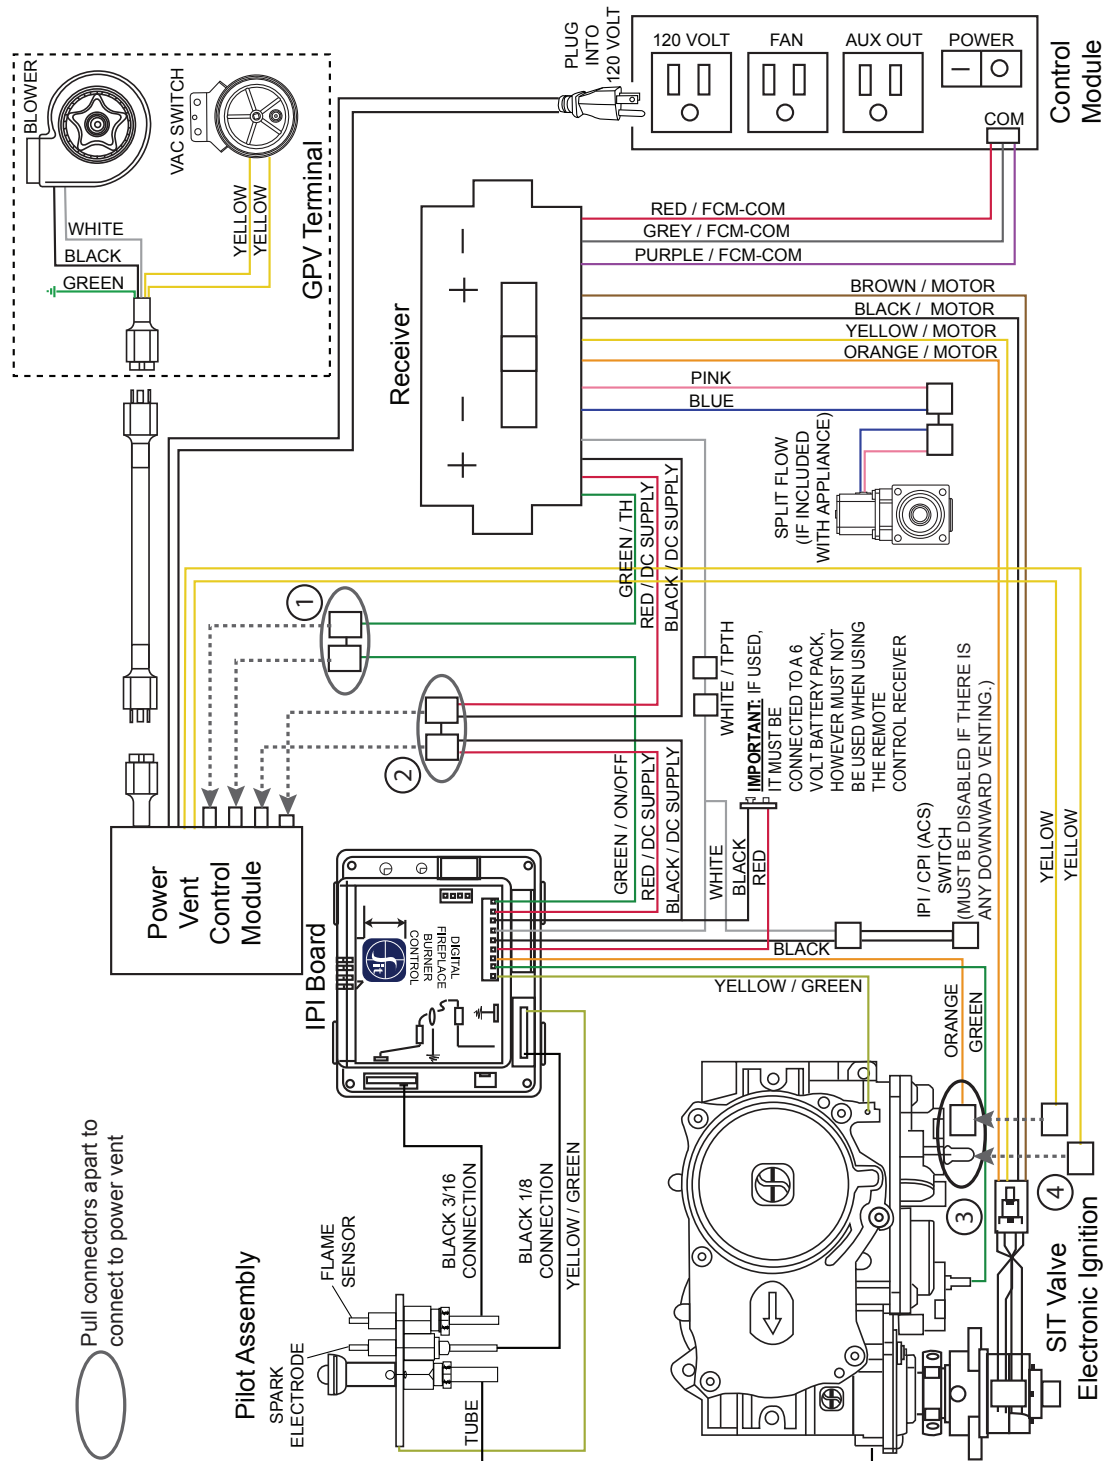 BLOWER
VAC SWITCH
WHITE
BLACK
GREEN
YELLOW
YELLOW
GPV Terminal
PLUG
INTO
120 VOLT
120 VOLT
FAN
AUX OUT
POWER
COM
Control
Module
Receiver
RED / FCM-COM
GREY / FCM-COM
PURPLE / FCM-COM
BROWN / MOTOR
BLACK / MOTOR
YELLOW / MOTOR
ORANGE / MOTOR
PINK
BLUE
SPLIT FLOW
(IF INCLUDED
WITH APPLIANCE)
GREEN / TH
RED / DC SUPPLY
BLACK / DC SUPPLY
WHITE / TPTH
1
2
Power
Vent
Control
Module
GREEN / ON/OFF
RED / DC SUPPLY
BLACK / DC SUPPLY
WHITE
BLACK
RED
IMPORTANT: IF USED,
IT MUST BE
CONNECTED TO A 6
VOLT BATTERY PACK,
HOWEVER MUST NOT
BE USED WHEN USING
THE REMOTE
CONTROL RECEIVER
IPI / CPI (ACS)
SWITCH
(MUST BE DISABLED IF THERE IS
ANY DOWNWARD VENTING.)
YELLOW
YELLOW
IPI Board
DIGITAL
FIREPLACE
BURNER
CONTROL
sit
BLACK
YELLOW / GREEN
ORANGE
GREEN
Pull connectors apart to
connect to power vent
Pilot Assembly
FLAME
SENSOR
SPARK
ELECTRODE
TUBE
BLACK 3/16
CONNECTION
BLACK 1/8
CONNECTION
YELLOW / GREEN
3
4
SIT Valve
Electronic Ignition